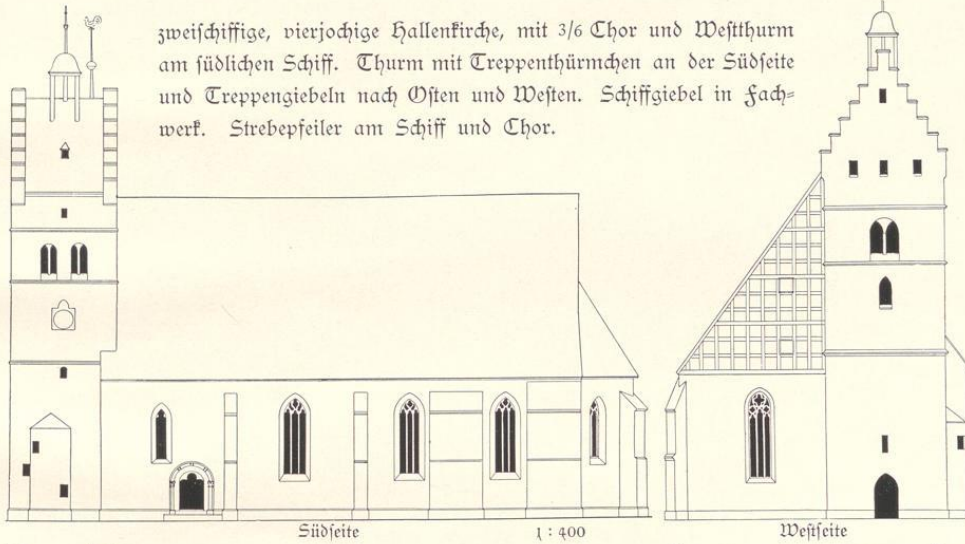 zweiſchiffige, vierjochige Hallenkirche, mit 3/6 Chor und Weſtthurm
am ſüdlichen Schiff. Thurm mit Treppenthürmchen an der Südſeite
und Treppengiebeln nach Oſten und Weſten. Schiffgiebel in Fach⸗
werk. Strebepfeiler am Schiff und Chor.
Südſeite 1 : 400 Weſtſeite